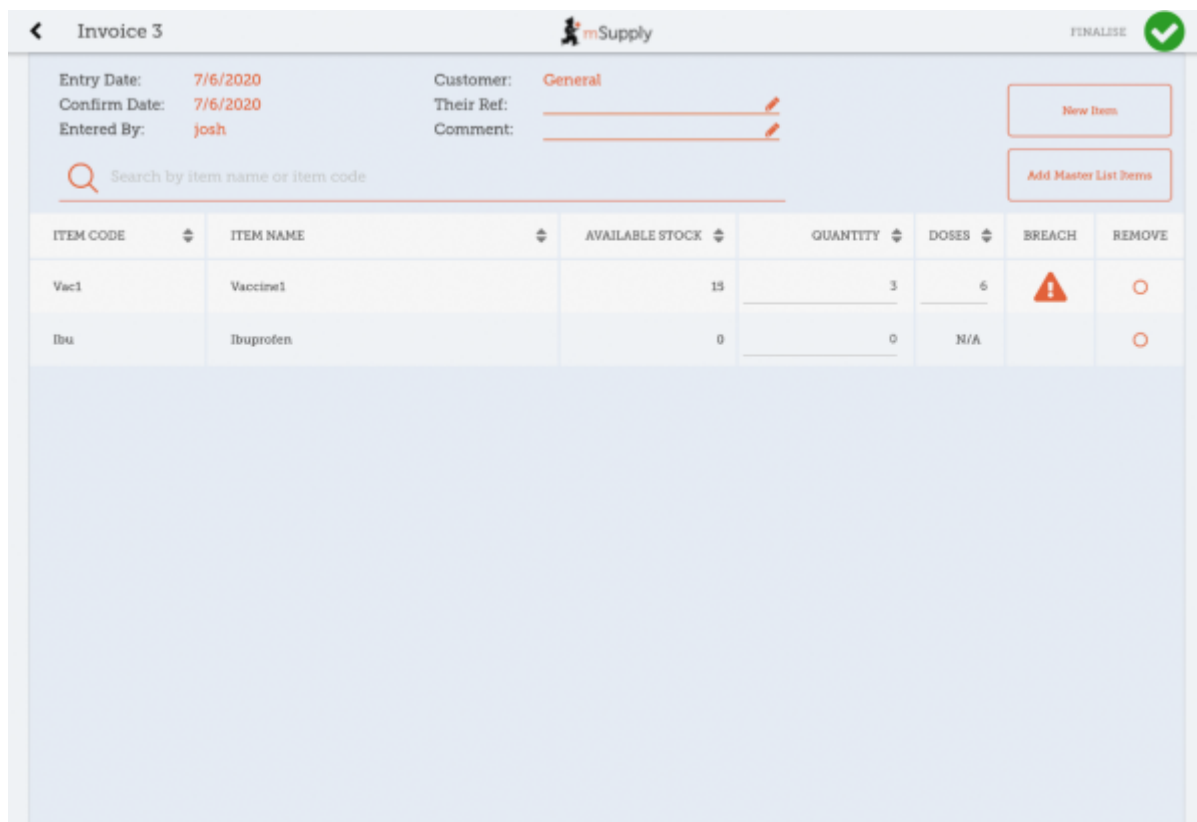 Invoice 3
mSupply
FINALISE
Entry Date: 7/6/2020
Confirm Date: 7/6/2020
Entered By: josh
Customer: General
Their Ref:
Comment:
New Item
Add Master List Items
Search by item name or item code
ITEM CODE ITEM NAME AVAILABLE STOCK QUANTITY DOSES BREACH REMOVE
Vac1 Vaccine1 15 3 6
Ibu Ibuprofen 0 0 N/A